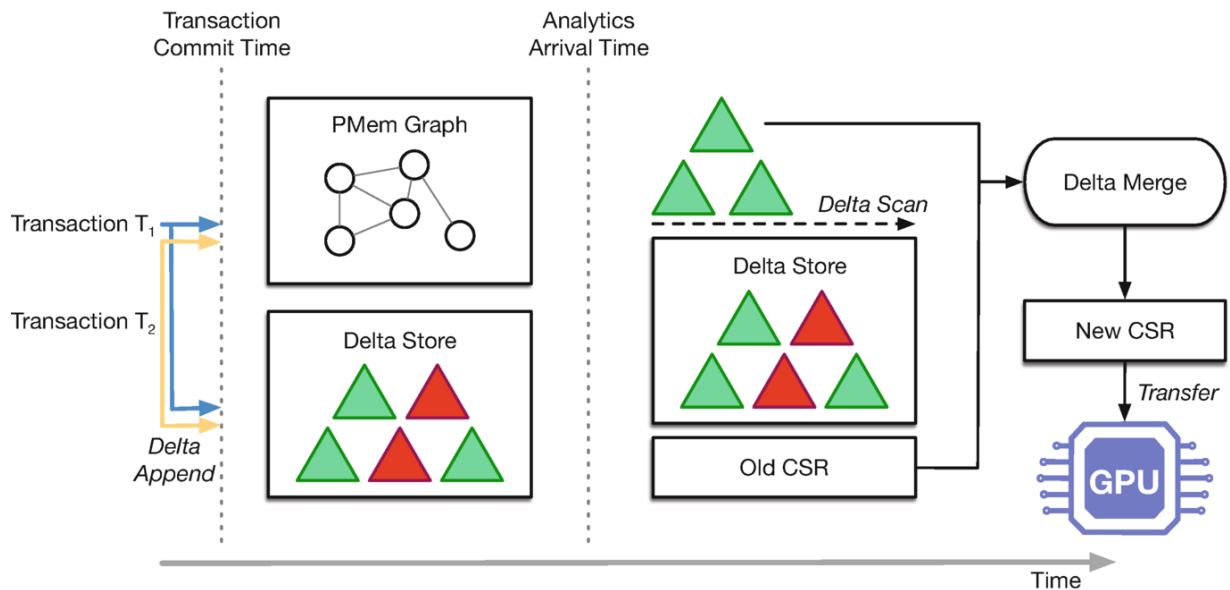 Transaction
Commit Time
Analytics
Arrival Time
PMem Graph
Delta Merge
Delta Scan
Transaction T₁
Delta Store
Transaction T₂
New CSR
Delta Store
Transfer
Delta
Append
Old CSR
GPU
Time